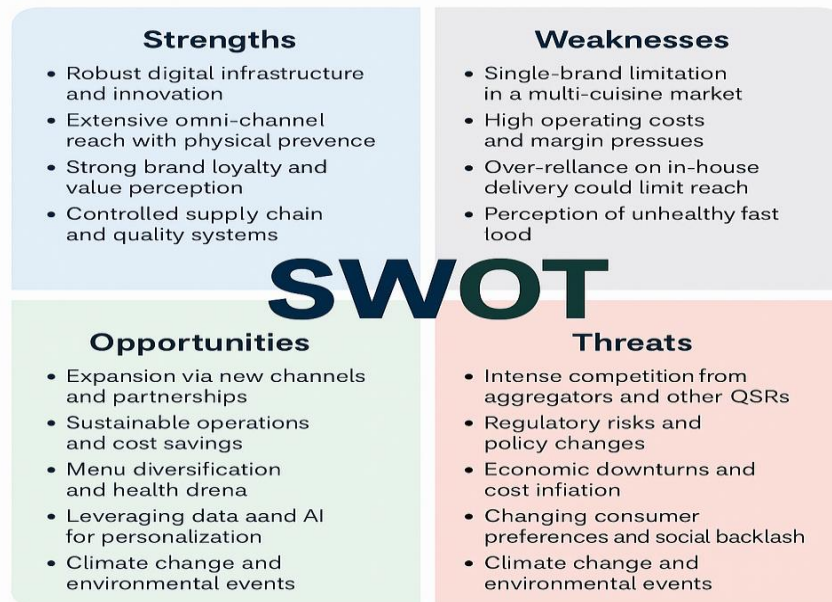 Strengths
• Robust digital infrastructure
and innovation
• Extensive omni-channel
reach with physical prevence
• Strong brand loyalty and
value perception
• Controlled supply chain
and quality systems
Weaknesses
• Single-brand limitation
in a multi-cuisine market
• High operating costs
and margin pressues
• Over-rellance on in-house
delivery could limit reach
• Perception of unhealthy fast
lood
SWOT
Opportunities
• Expansion via new channels
and partnerships
• Sustainable operations
and cost savings
• Menu diversification
and health drena
• Leveraging data aand AI
for personalization
• Climate change and
environmental events
Threats
• Intense competition from
aggregators and other QSRs
• Regulatory risks and
policy changes
• Economic downturns and
cost infiation
• Changing consumer
preferences and social backlash
• Climate change and
environmental events